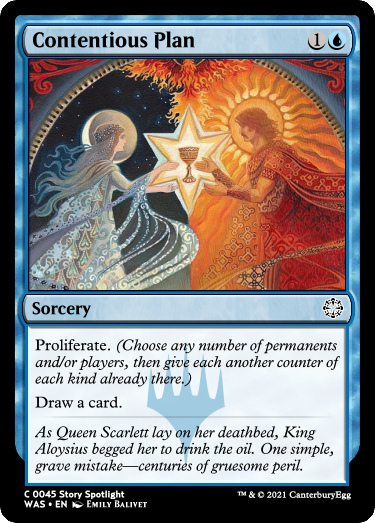 Contentious Plan 1
Sorcery
Proliferate. (Choose any number of permanents
and/or players, then give each another counter of
each kind already there.)
Draw a card.
As Queen Scarlett lay on her deathbed, King
Aloysius begged her to drink the oil. One simple,
grave mistake—centuries of gruesome peril.
C 0045 Story Spotlight
WAS • EN EMILY BALIVET
™ & © 2021 CanterburyEgg